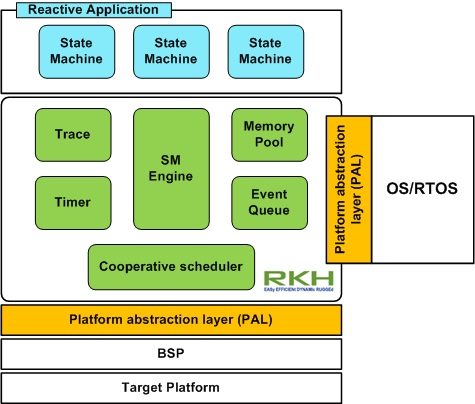 Reactive Application
State
Machine
State
Machine
State
Machine
Trace
SM
Engine
Memory
Pool
Timer
Event
Queue
Cooperative scheduler
RKH
EASy EFFICIENT DYNAMIc RUGGEd
Platform abstraction
layer (PAL)
OS/RTOS
Platform abstraction layer (PAL)
BSP
Target Platform